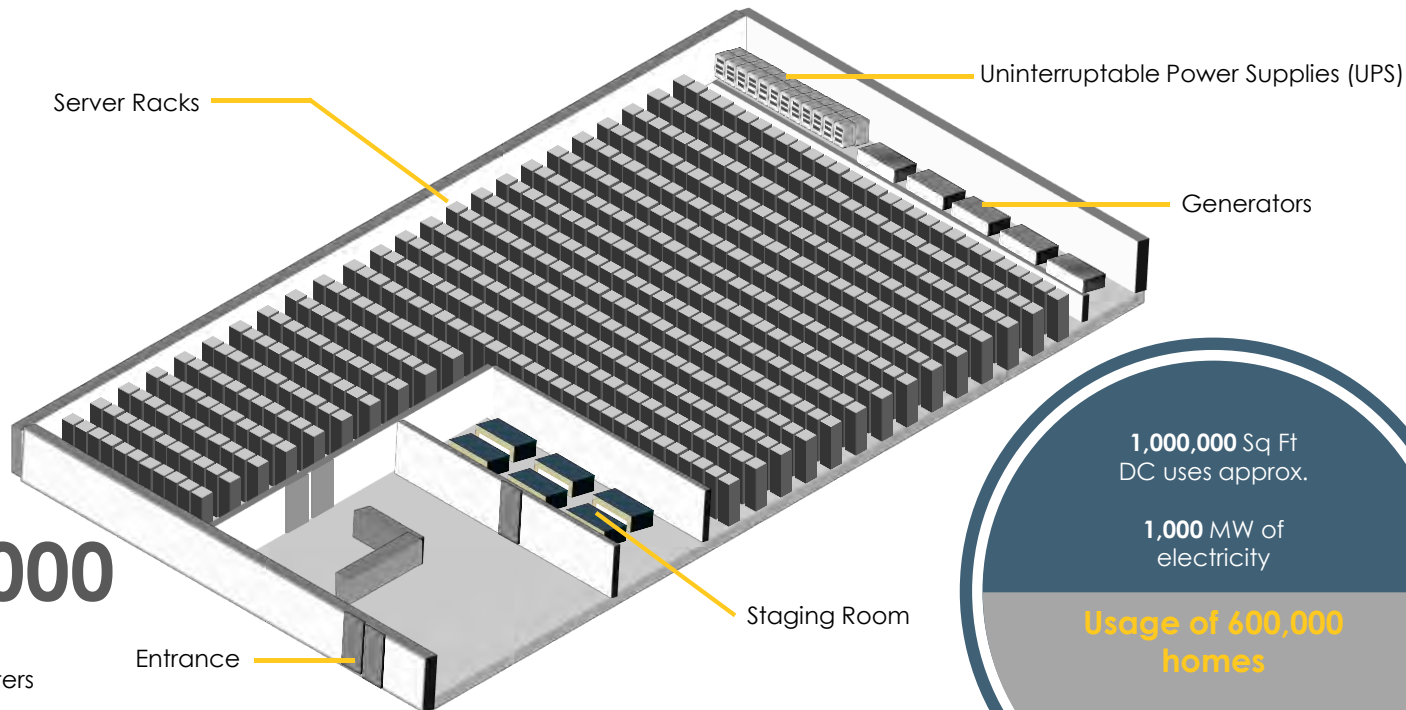 Uninterruptable Power Supplies (UPS)
Server Racks
Generators
1,000,000 Sq Ft
DC uses approx.
1,000 MW of
electricity
000
Usage of 600,000
homes
Staging Room
Entrance